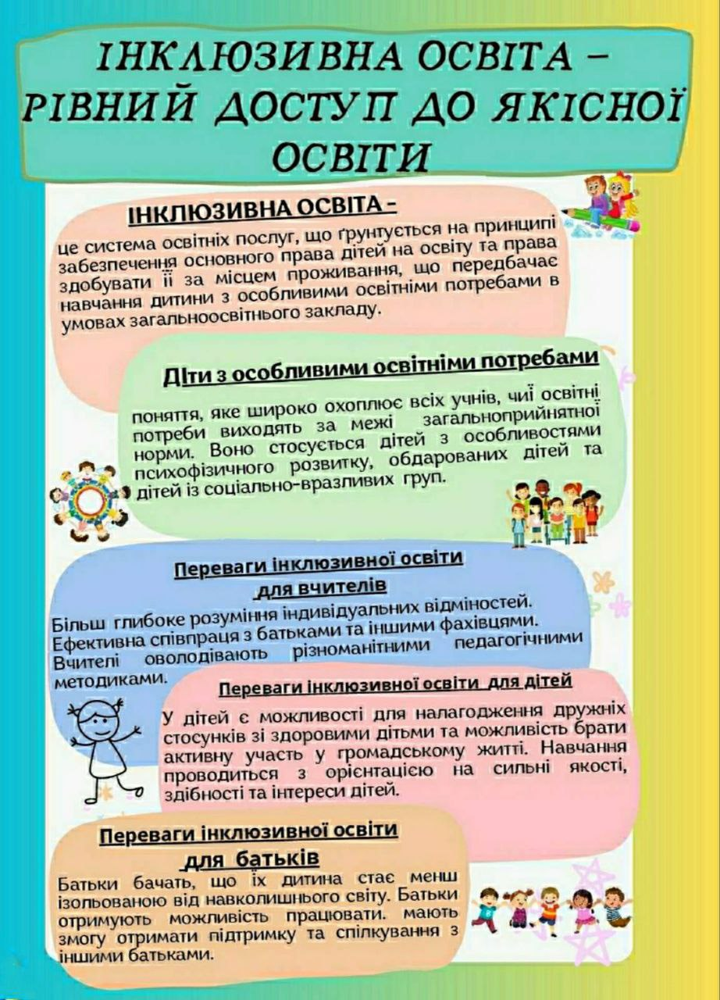 ІНКЛЮЗИВНА ОСВІТА –
РІВНИЙ ДОСТУП ДО ЯКІСНОЇ
ОСВІТИ
ІНКЛЮЗИВНА ОСВІТА -
це система освітніх послуг, що ґрунтується на принципі
забезпечення основного права дітей на освіту та права
здобувати її за місцем проживання, що передбачає
навчання дитини з особливими освітніми потребами в
умовах загальноосвітнього закладу.
ДІти з особливими освітніми потребами
поняття, яке широко охоплює всіх учнів, чиї освітні
потреби виходять за межі загальноприйнятної
норми. Воно стосується дітей з особливостями
психофізичного розвитку, обдарованих дітей та
дітей із соціально-вразливих груп.
Переваги інклюзивної освіти
для вчителів
Більш глибоке розуміння індивідуальних відмінностей.
Ефективна співпраця з батьками та іншими фахівцями.
Вчителі оволодівають різноманітними педагогічними
методиками.
Переваги інклюзивної освіти для дітей
У дітей є можливості для налагодження дружніх
стосунків зі здоровими дітьми та можливість брати
активну участь у громадському житті. Навчання
проводиться з орієнтацією на сильні якості,
здібності та інтереси дітей.
Переваги інклюзивної освіти
для батьків
Батьки бачать, що їх дитина стає менш
ізольованою від навколишнього світу. Батьки
отримують можливість працювати. мають
змогу отримати підтримку та спілкування з
іншими батьками.